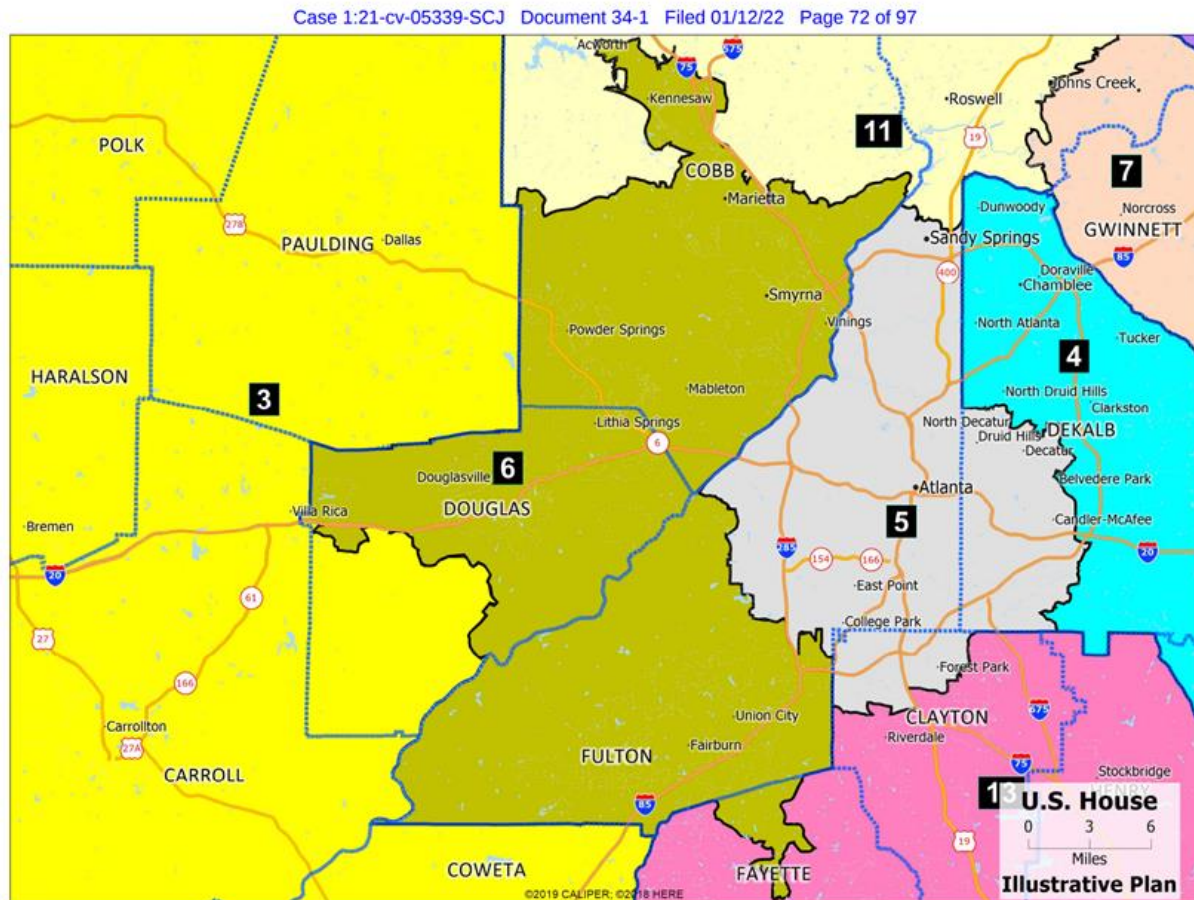 Case 1:21-cv-05339-SCJ Document 34-1 Filed 01/12/22 Page 72 of 97
Acworth
75
575
Kennesaw
Roswell
Johns Creek
19
11
POLK
COBB
7
Marietta
Dunwoody
Norcross
GWINNETT
278
PAULDING
Dallas
Sandy Springs
85
400
Doraville
Chamblee
Smyrna
Powder Springs
Vinings
North Atlanta
Tucker
4
HARALSON
3
Mableton
North Druid Hills
Clarkston
Lithia Springs
North Decatur
DEKALB
Druid Hills
6
Decatur
Douglasville
6
Belvedere Park
Atlanta
DOUGLAS
Villa Rica
5
Candler-McAfee
Bremen
285
20
20
154
166
East Point
61
College Park
27
Forest Park
166
Union City
CLAYTON
675
Carrollton
Riverdale
27A
Fairburn
FULTON
75
Stockbridge
CARROLL
13
HENRY
85
U.S. House
0 3 6
Miles
19
COWETA
FAYETTE
Illustrative Plan
©2019 CALIPER; ©2018 HERE